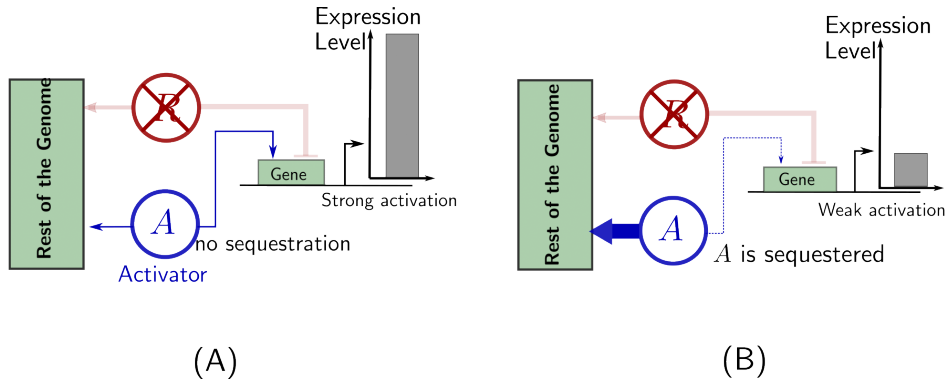 Expression
Level
Rest of the Genome
R
Gene
Strong activation
A
no sequestration
Activator
(A)
Expression
Level
Rest of the Genome
R
Gene
Weak activation
A
A is sequestered
(B)